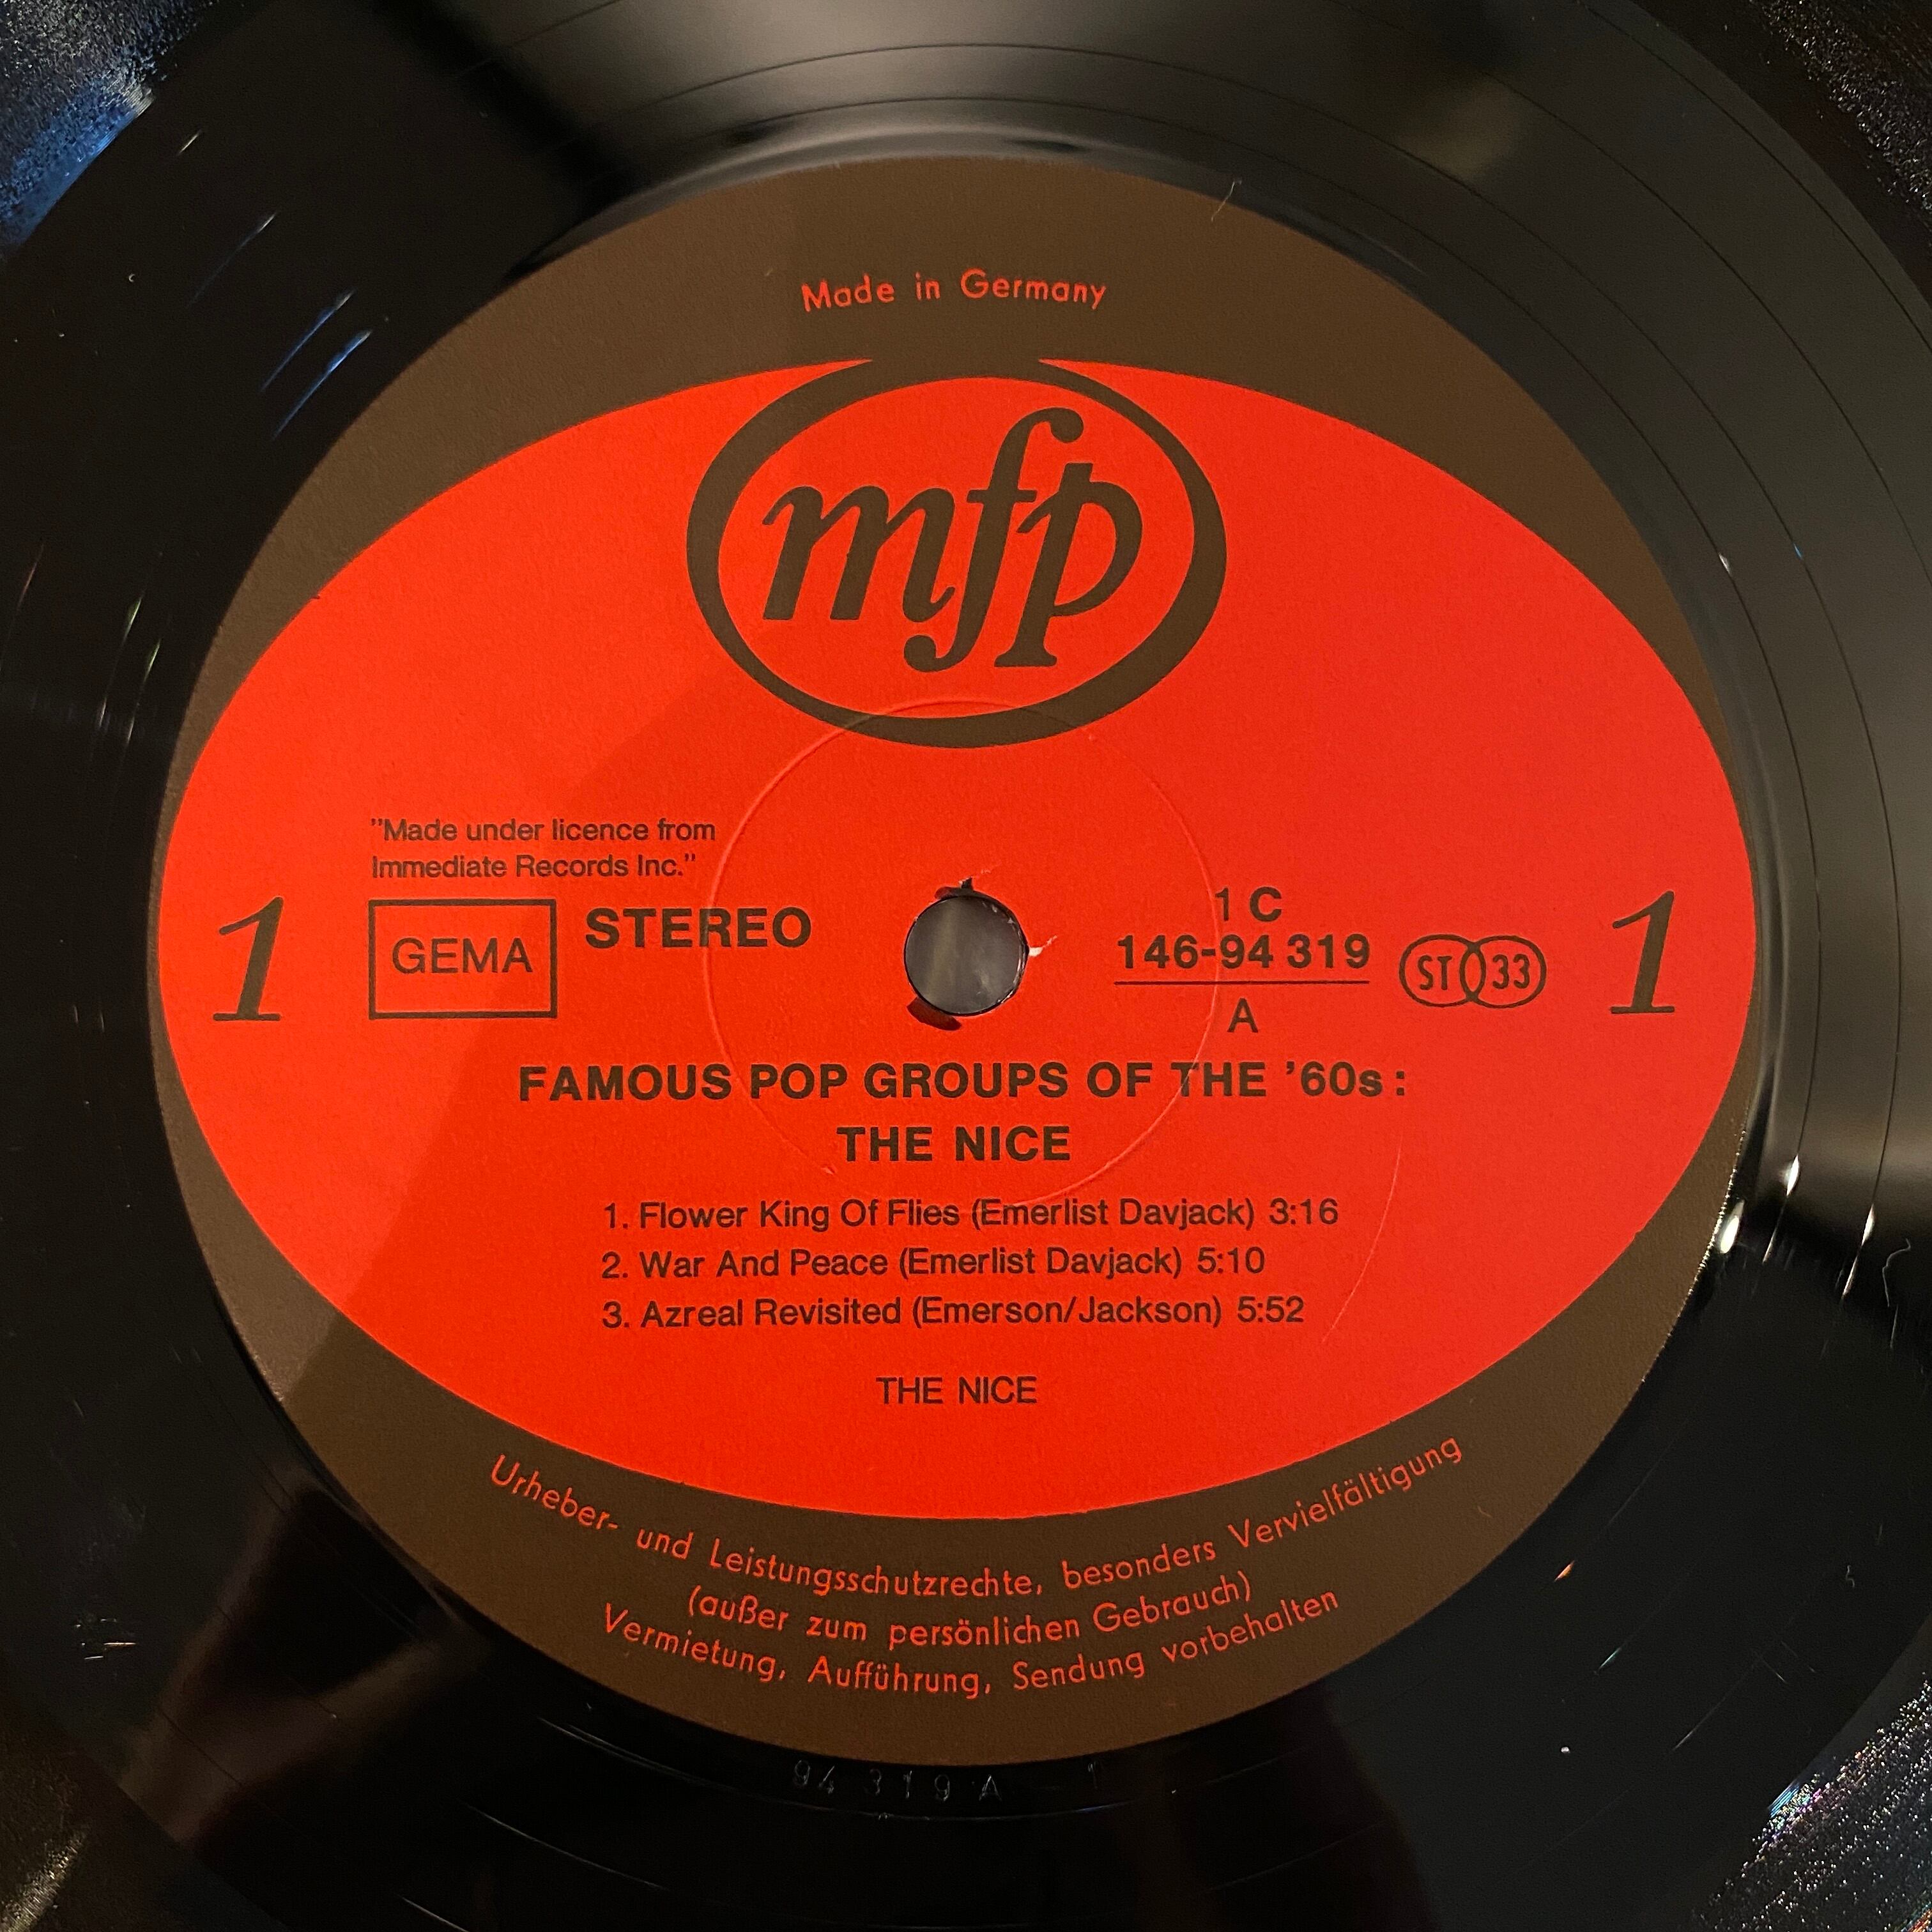 Made in Germany
mfp
"Made under licence from
Immediate Records Inc."
1 GEMA STEREO
1 C
146-94 319
A
ST 33 1
FAMOUS POP GROUPS OF THE '60s:
THE NICE
1. Flower King Of Flies (Emerlist Davjack) 3:16
2. War And Peace (Emerlist Davjack) 5:10
3. Azreal Revisited (Emerson/Jackson) 5:52
THE NICE
Urheber- und Leistungsschutzrechte, besonders Vervielfältigung
(außer zum persönlichen Gebrauch)
Vermietung, Aufführung, Sendung vorbehalten
94 319 A - 1